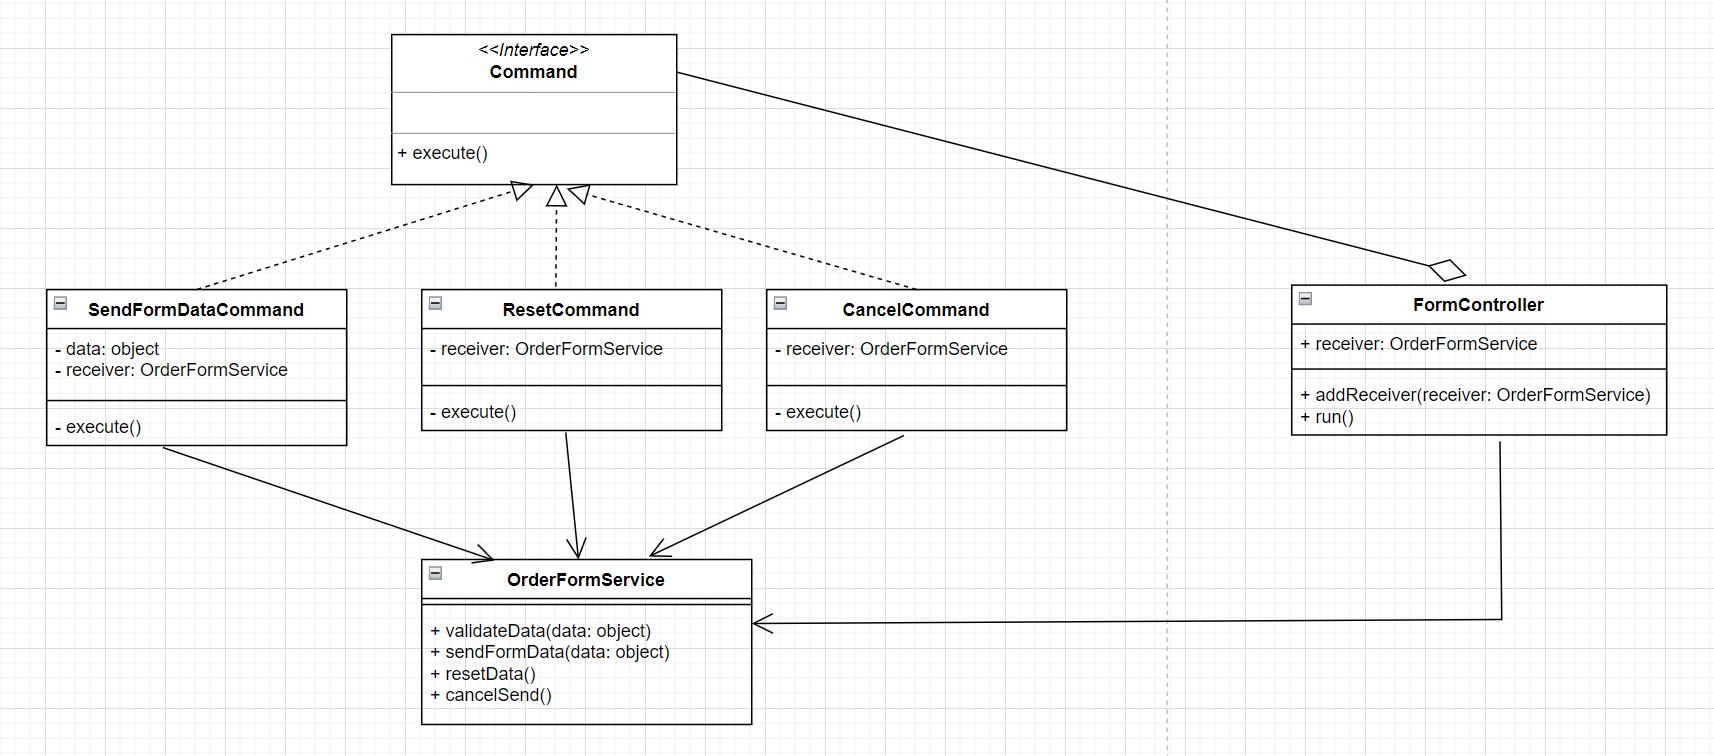 <<Interface>>
Command
+ execute()
SendFormDataCommand
- data: object
- receiver: OrderFormService
- execute()
ResetCommand
- receiver: OrderFormService
- execute()
CancelCommand
- receiver: OrderFormService
- execute()
FormController
+ receiver: OrderFormService
+ addReceiver(receiver: OrderFormService)
+ run()
OrderFormService
+ validateData(data: object)
+ sendFormData(data: object)
+ resetData()
+ cancelSend()